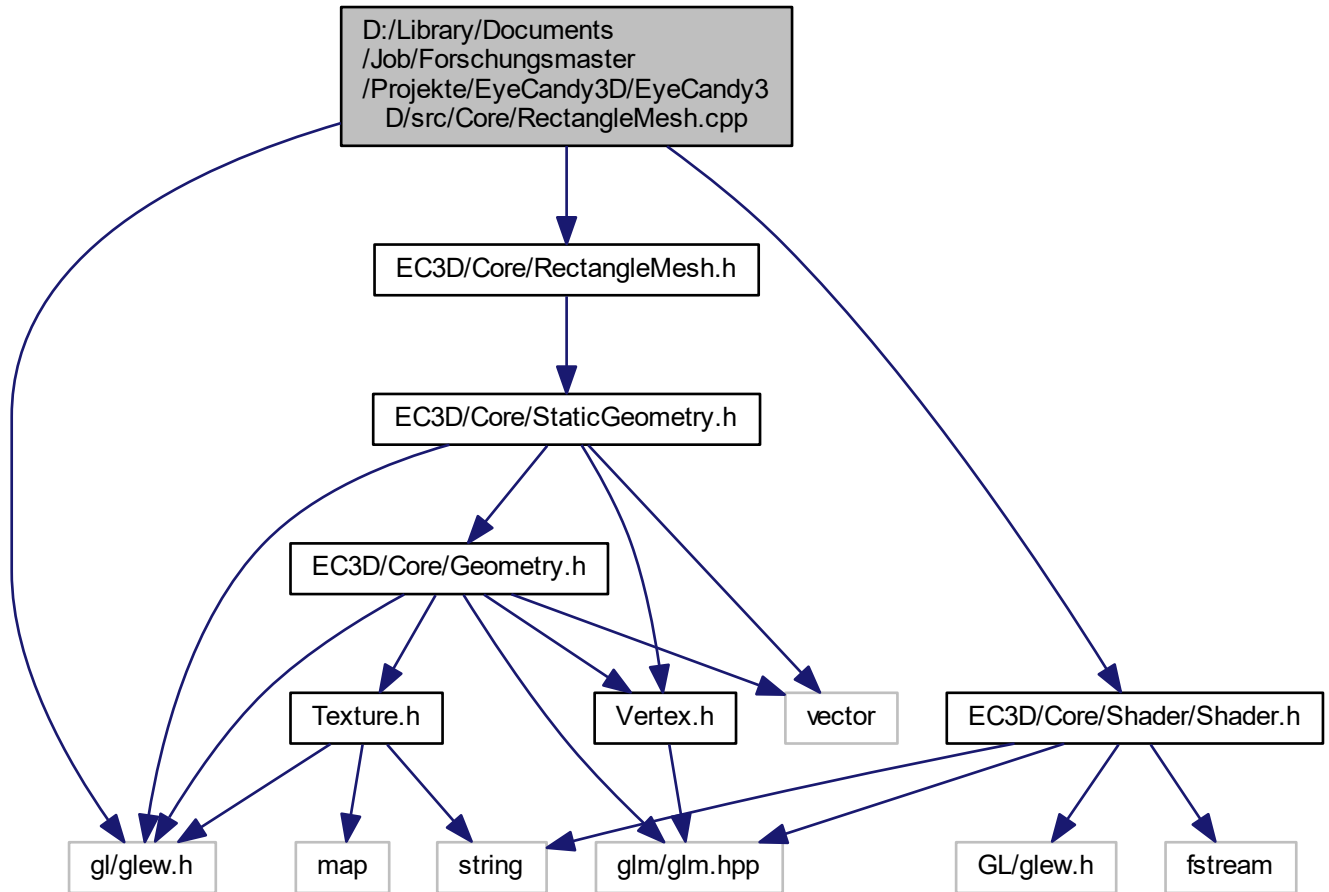 D:/Library/Documents
/Job/Forschungsmaster
/Projekte/EyeCandy3D/EyeCandy3
D/src/Core/RectangleMesh.cpp
EC3D/Core/RectangleMesh.h
EC3D/Core/StaticGeometry.h
EC3D/Core/Geometry.h
Texture.h
Vertex.h
vector
EC3D/Core/Shader/Shader.h
gl/glew.h
map
string
glm/glm.hpp
GL/glew.h
fstream